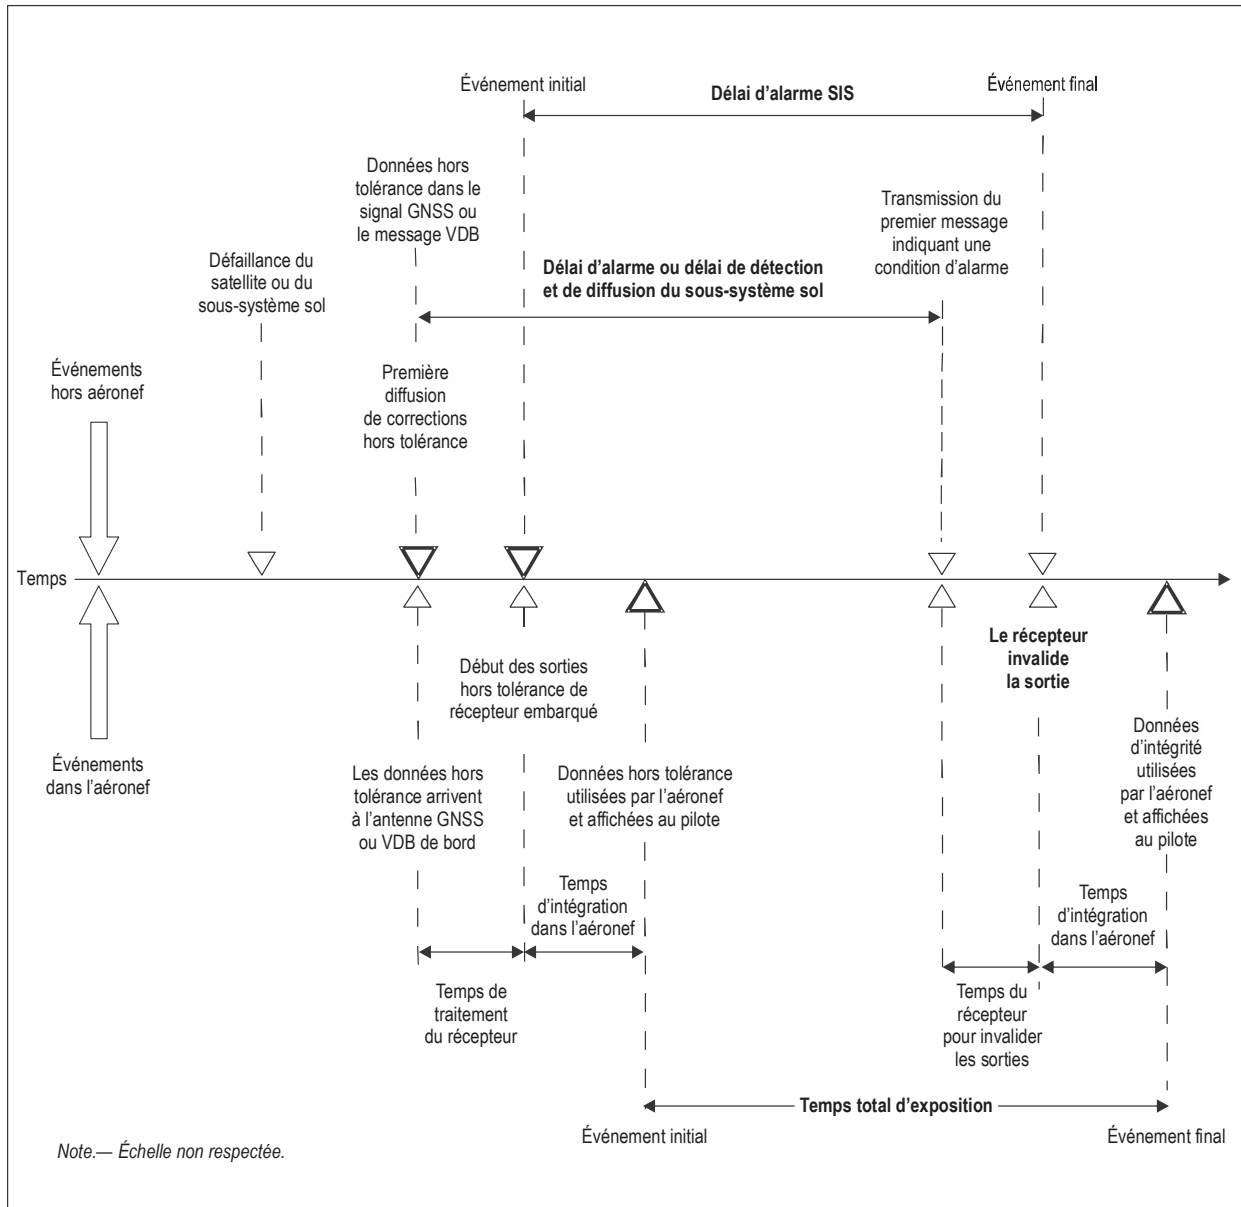 Événement initial
Délai d'alarme SIS
Événement final
Données hors
tolérance dans le
signal GNSS ou
le message VDB
Transmission du
premier message
indiquant une
condition d'alarme
Défaillance du
satellite ou du
sous-système sol
Délai d'alarme ou délai de détection
et de diffusion du sous-système sol
Événements
hors aéronef
Première
diffusion
de corrections
hors tolérance
Temps
Le récepteur
invalide
la sortie
Début des sorties
hors tolérance de
récepteur embarqué
Événements
dans l'aéronef
Les données hors
tolérance arrivent
à l'antenne GNSS
ou VDB de bord
Données hors tolérance
utilisées par l'aéronef
et affichées au pilote
Données
d'intégrité
utilisées
par l'aéronef
et affichées
au pilote
Temps
d'intégration
dans l'aéronef
Temps
d'intégration
dans l'aéronef
Temps de
traitement
du récepteur
Temps du
récepteur
pour invalider
les sorties
Temps total d'exposition
Événement initial
Événement final
Note.— Échelle non respectée.